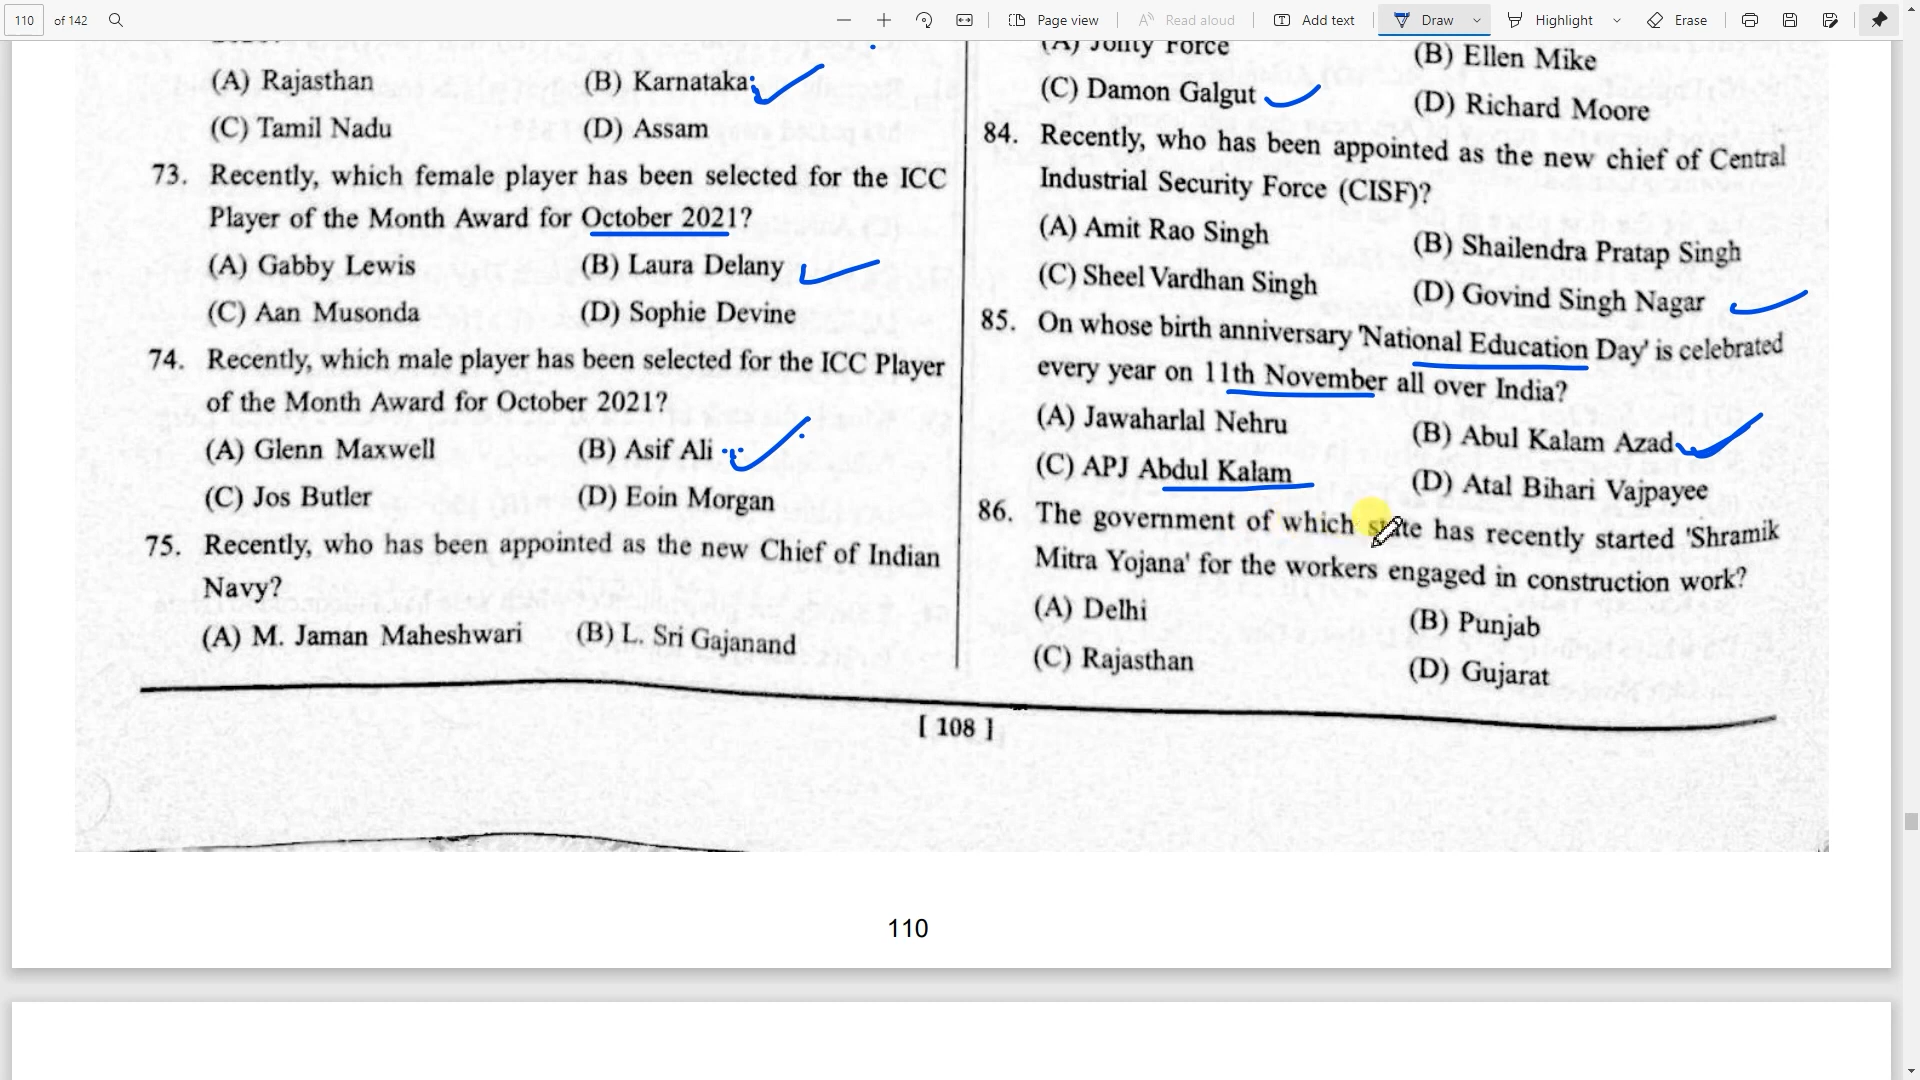 110 of 142 Page view Read aloud Add text Draw Highlight Erase
(A) Rajasthan (B) Karnataka
(C) Tamil Nadu (D) Assam
73. Recently, which female player has been selected for the ICC
Player of the Month Award for October 2021?
(A) Gabby Lewis (B) Laura Delany
(C) Aan Musonda (D) Sophie Devine
74. Recently, which male player has been selected for the ICC Player
of the Month Award for October 2021?
(A) Glenn Maxwell (B) Asif Ali
(C) Jos Butler (D) Eoin Morgan
75. Recently, who has been appointed as the new Chief of Indian
Navy?
(A) M. Jaman Maheshwari (B) L. Sri Gajanand
(A) Jonty Force (B) Ellen Mike
(C) Damon Galgut (D) Richard Moore
84. Recently, who has been appointed as the new chief of Central
Industrial Security Force (CISF)?
(A) Amit Rao Singh (B) Shailendra Pratap Singh
(C) Sheel Vardhan Singh (D) Govind Singh Nagar
85. On whose birth anniversary 'National Education Day' is celebrated
every year on 11th November all over India?
(A) Jawaharlal Nehru (B) Abul Kalam Azad
(C) APJ Abdul Kalam (D) Atal Bihari Vajpayee
86. The government of which state has recently started 'Shramik
Mitra Yojana' for the workers engaged in construction work?
(A) Delhi (B) Punjab
(C) Rajasthan (D) Gujarat
[ 108 ]
110